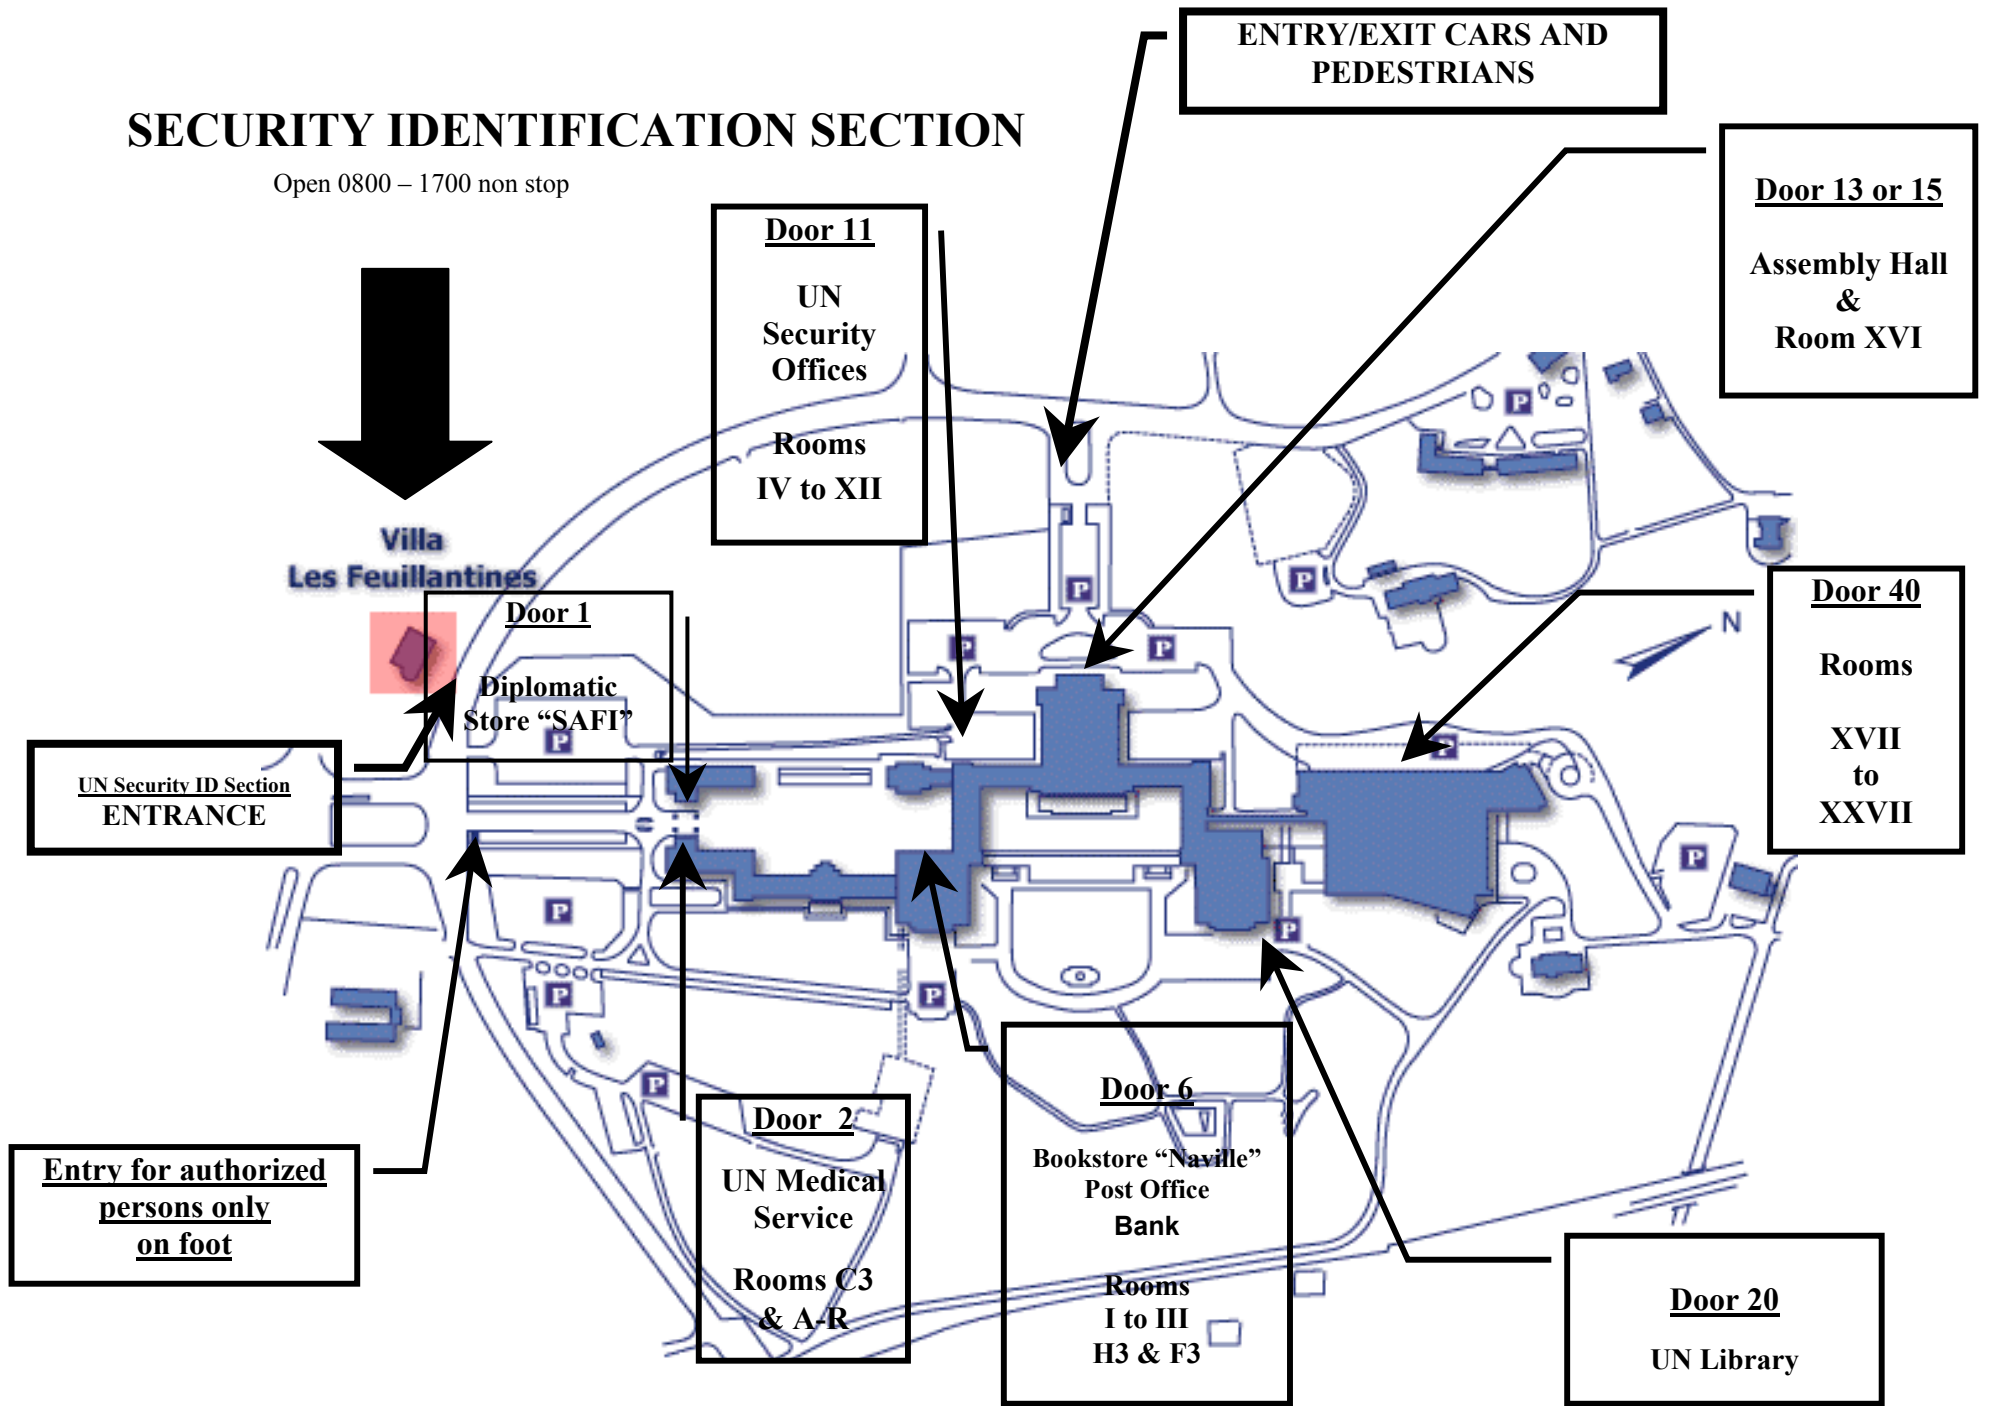 ENTRY/EXIT CARS AND
PEDESTRIANS
SECURITY IDENTIFICATION SECTION
Open 0800 – 1700 non stop
Door 13 or 15
Assembly Hall
&
Room XVI
Door 11
UN
Security
Offices
Rooms
IV to XII
P
Villa
Les Feuillantines
P
P
Door 1
Diplomatic
Store “SAFI”
P
P
P
Door 40
Rooms
XVII
to
XXVII
N
P
UN Security ID Section
ENTRANCE
P
P
P
P
P
P
Door 6
Bookstore “Naville”
Post Office
Bank
Rooms
I to III
H3 & F3
P
Door 2
UN Medical
Service
Rooms C3
& A-R
Entry for authorized
persons only
on foot
Door 20
UN Library